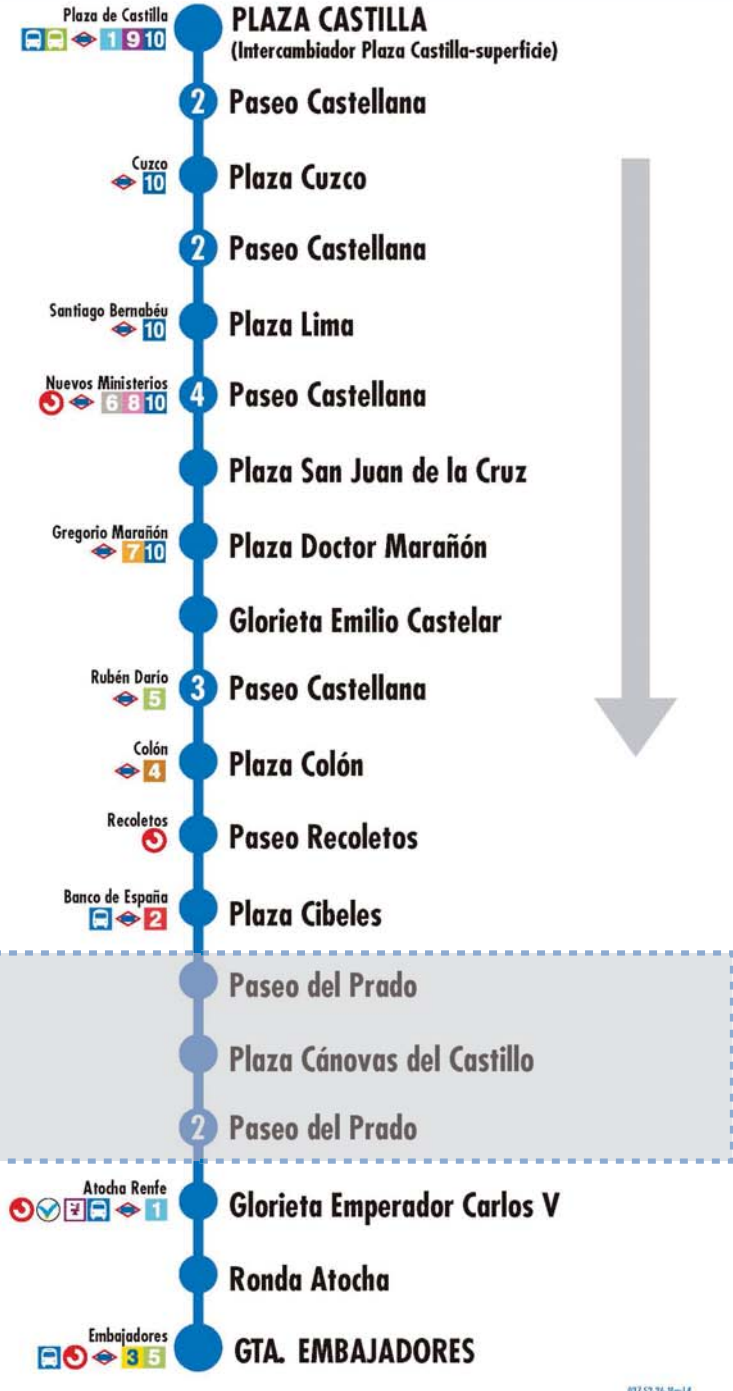 Plaza de Castilla
1 9 10
PLAZA CASTILLA
(Intercambiador Plaza Castilla-superficie)
2 Paseo Castellana
Cuzco
10
Plaza Cuzco
2 Paseo Castellana
Santiago Bernabéu
10
Plaza Lima
Nuevos Ministerios
6 8 10
4 Paseo Castellana
Plaza San Juan de la Cruz
Gregorio Marañón
7 10
Plaza Doctor Marañón
Glorieta Emilio Castelar
Rubén Darío
5
3 Paseo Castellana
Colón
4
Plaza Colón
Recoletos
Paseo Recoletos
Banco de España
2
Plaza Cibeles
Paseo del Prado
Plaza Cánovas del Castillo
2 Paseo del Prado
Atocha Renfe
1
Glorieta Emperador Carlos V
Ronda Atocha
Embajadores
3 5
GTA. EMBAJADORES